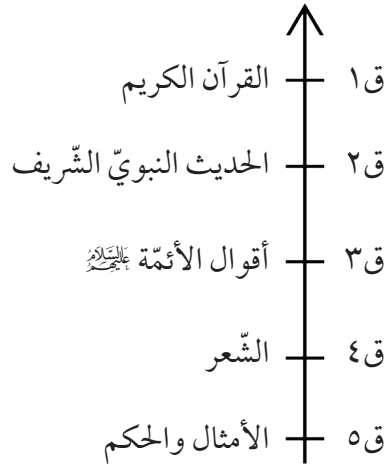 ق١ القرآن الكريم
ق٢ الحديث النبويّ الشّريف
ق٣ أقوال الأئمّة عليهم السلام
ق٤ الشّعر
ق٥ الأمثال والحكم